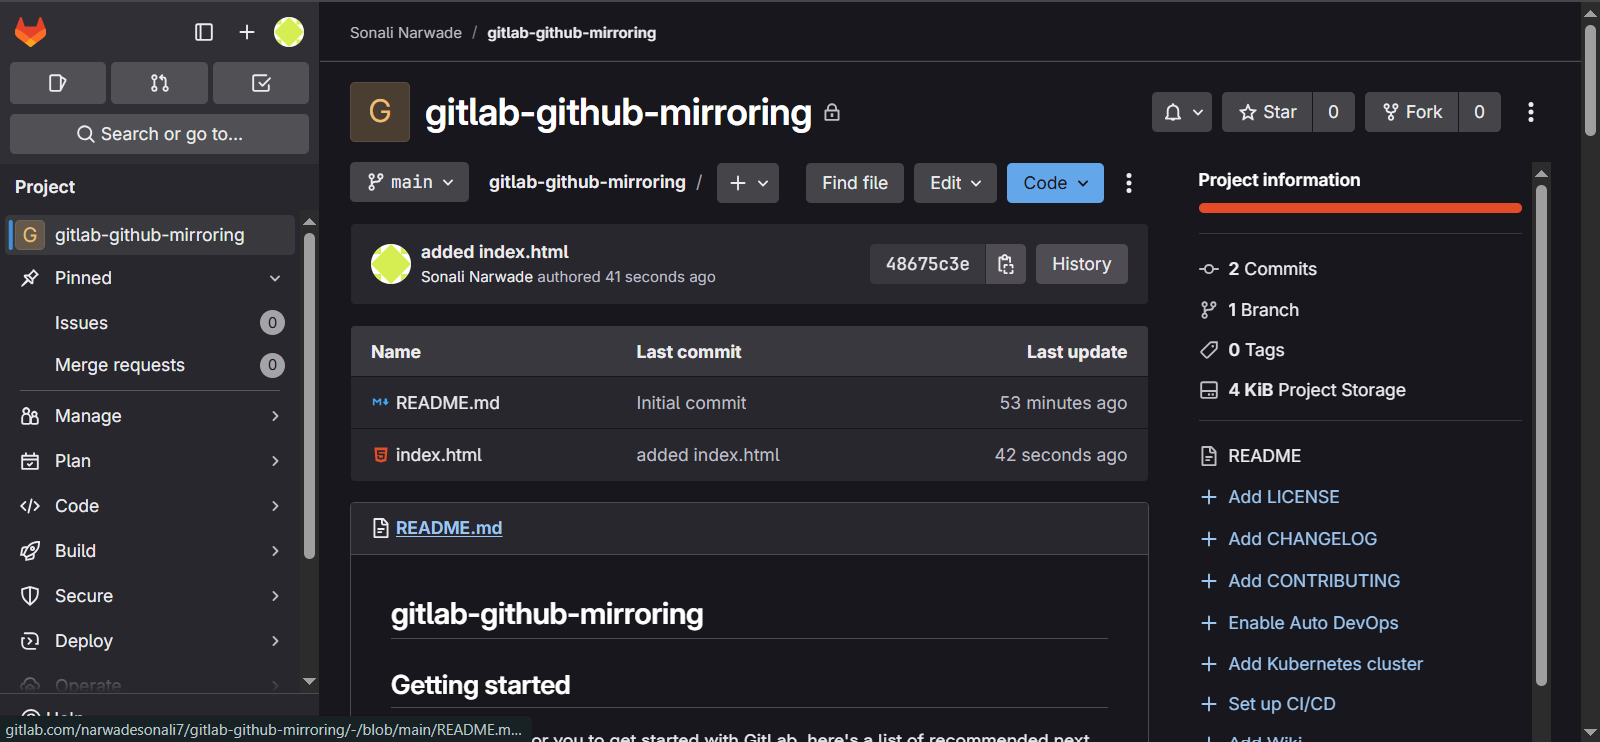 Sonali Narwade / gitlab-github-mirroring
G gitlab-github-mirroring
Star 0
Fork 0
Search or go to...
Project
G gitlab-github-mirroring
Pinned
Issues 0
Merge requests 0
Manage
Plan
Code
Build
Secure
Deploy
Operate
Help
main
gitlab-github-mirroring /
Find file
Edit
Code
added index.html
Sonali Narwade authored 41 seconds ago
48675c3e
History
Name Last commit Last update
README.md Initial commit 53 minutes ago
index.html added index.html 42 seconds ago
README.md
gitlab-github-mirroring
Getting started
or you to get started with GitLab, here's a list of recommended next
Project information
2 Commits
1 Branch
0 Tags
4 KiB Project Storage
README
Add LICENSE
Add CHANGELOG
Add CONTRIBUTING
Enable Auto DevOps
Add Kubernetes cluster
Set up CI/CD
Add Wiki
gitlab.com/narwadesonali7/gitlab-github-mirroring/-/blob/main/README.m...